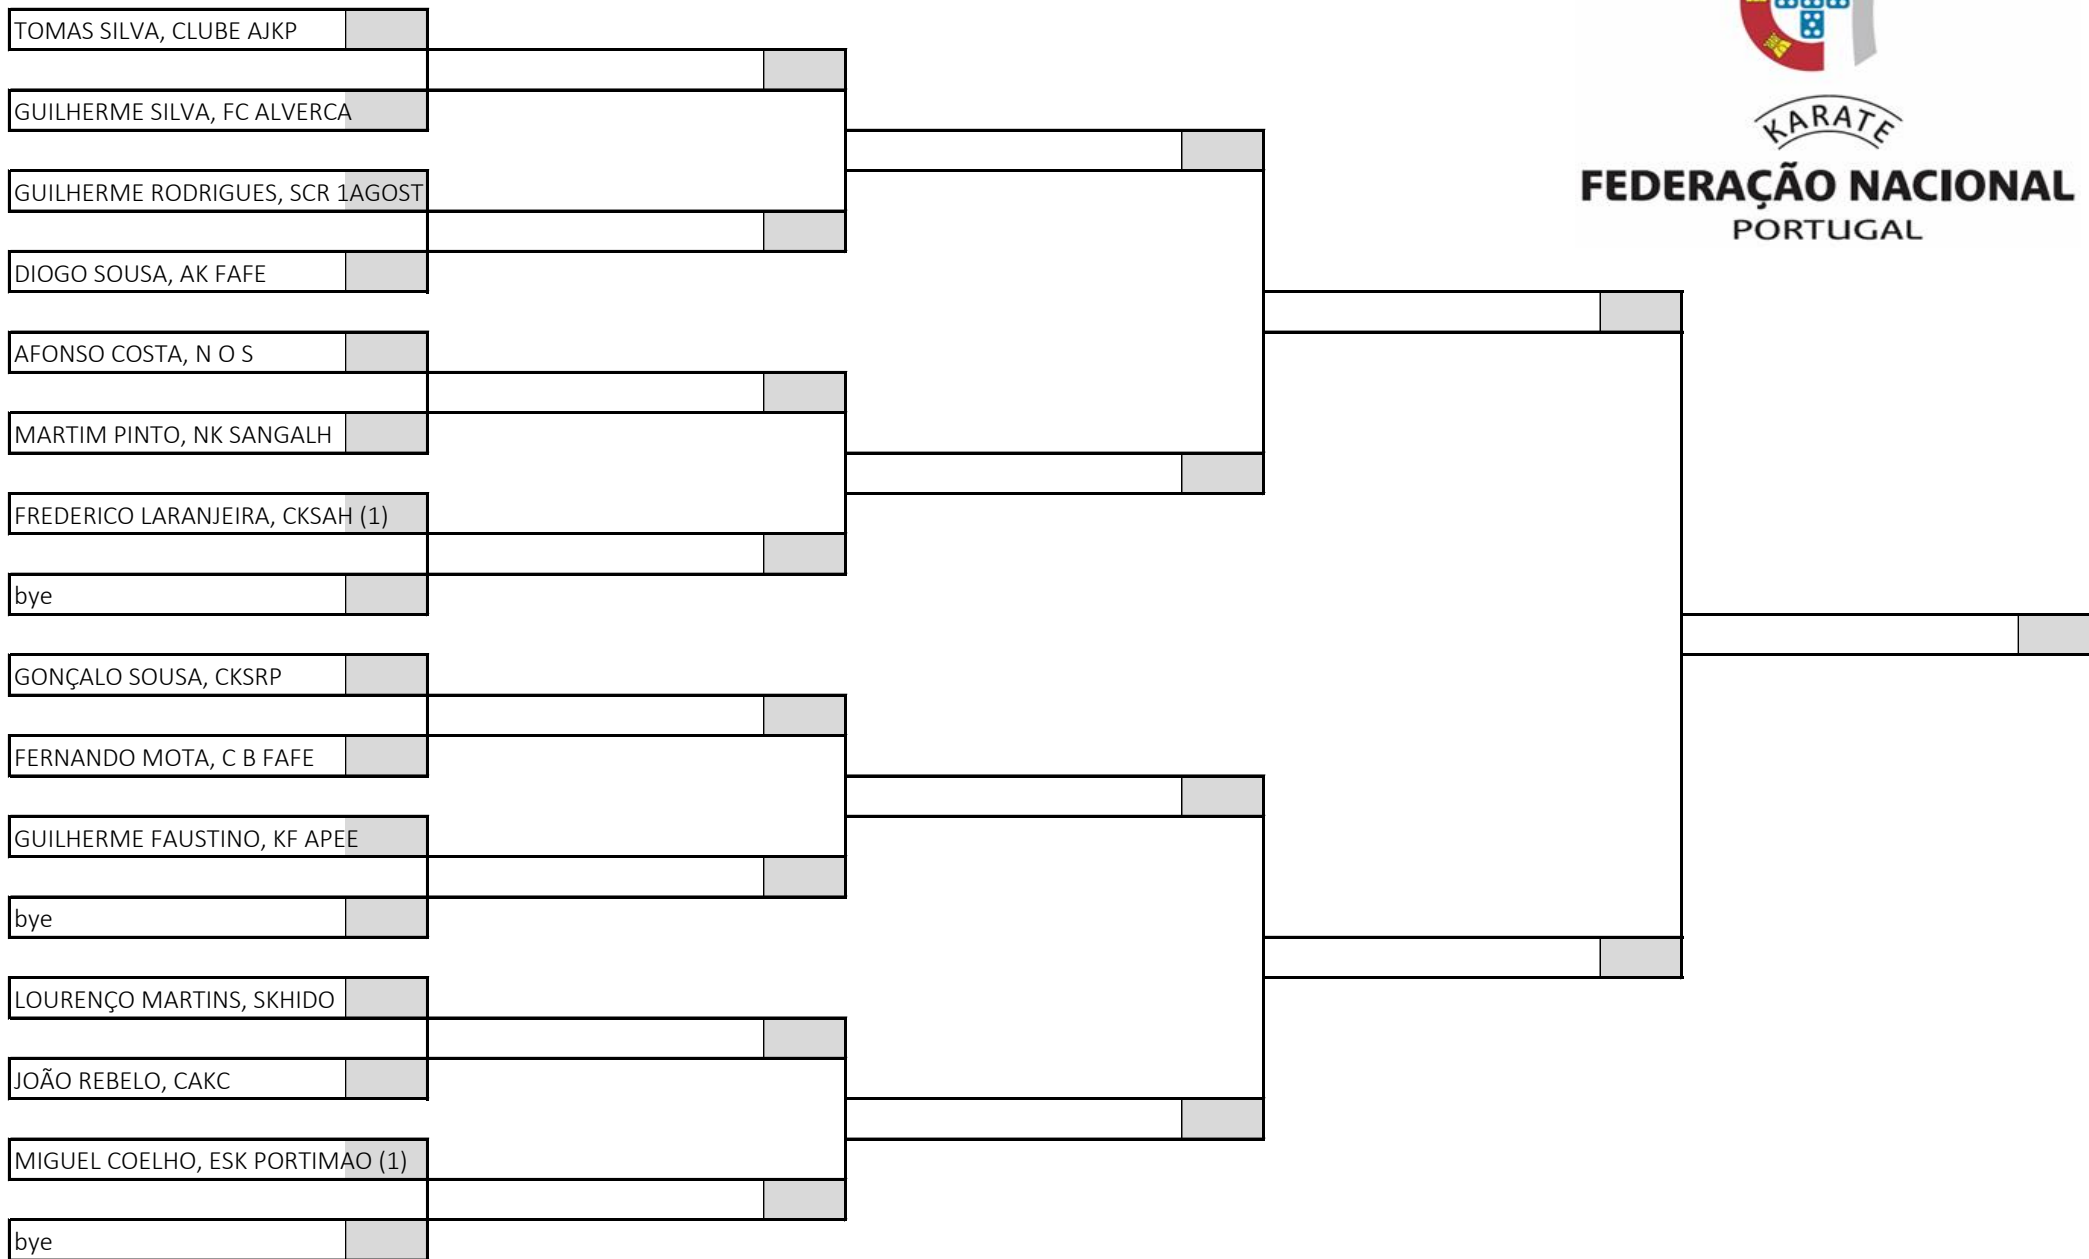 TOMAS SILVA, CLUBE AJKP
GUILHERME SILVA, FC ALVERCA
GUILHERME RODRIGUES, SCR 1AGOST
DIOGO SOUSA, AK FAFE
AFONSO COSTA, N O S
MARTIM PINTO, NK SANGALH
FREDERICO LARANJEIRA, CKSAH (1)
bye
GONÇALO SOUSA, CKSRP
FERNANDO MOTA, C B FAFE
GUILHERME FAUSTINO, KF APEE
bye
LOURENÇO MARTINS, SKHIDO
JOÃO REBELO, CAKC
MIGUEL COELHO, ESK PORTIMAO (1)
bye
KARATE
FEDERAÇÃO NACIONAL
PORTUGAL